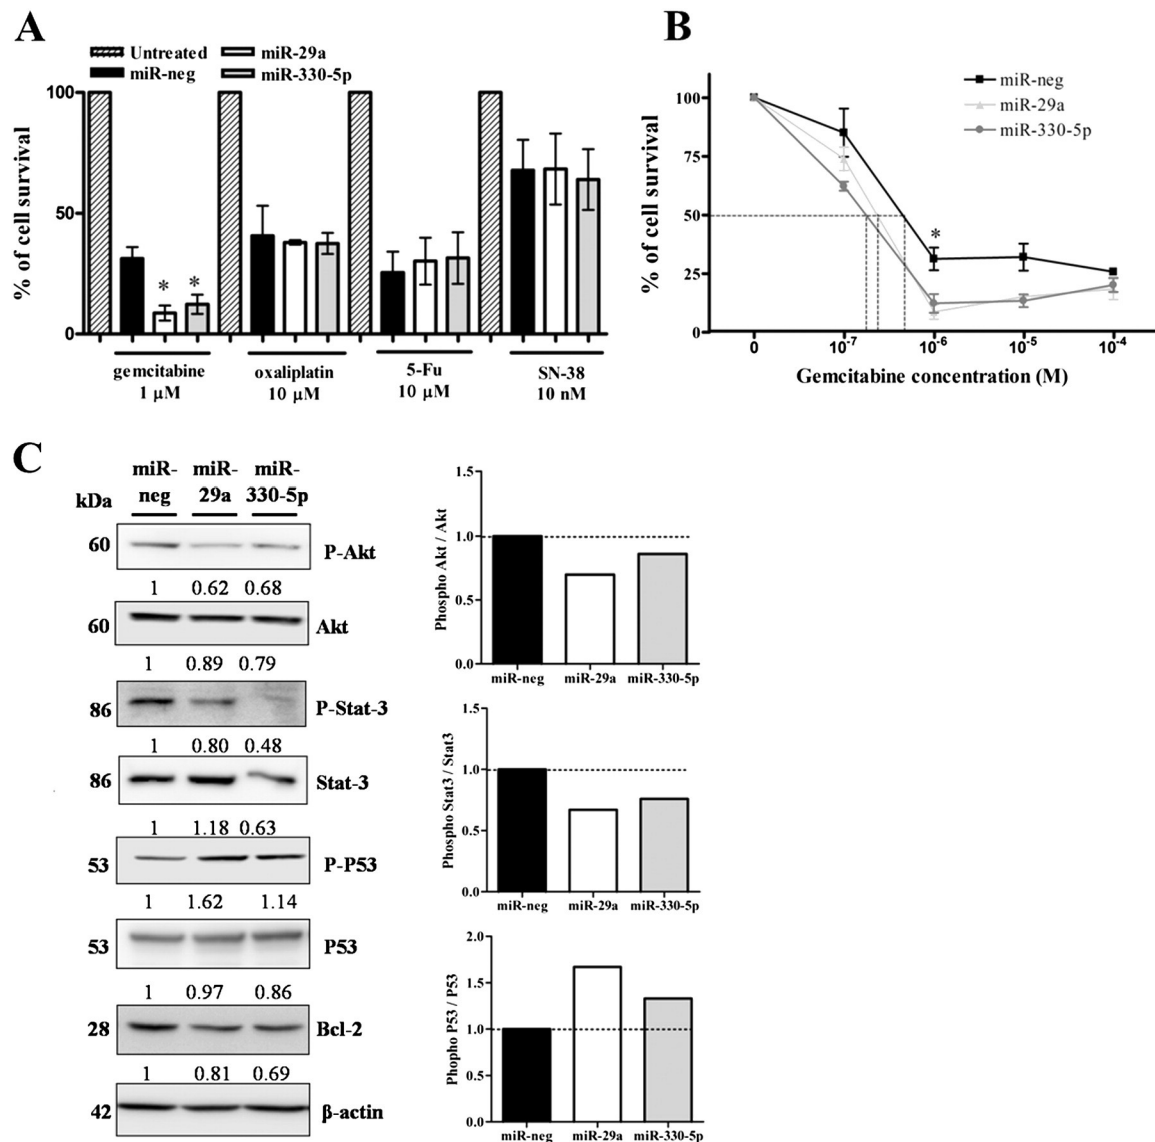 A
Untreated
miR-29a
miR-neg
miR-330-5p
% of cell survival
100
50
0
gemcitabine
1 µM
oxaliplatin
10 µM
5-Fu
10 µM
SN-38
10 nM
* *
B
miR-neg
miR-29a
miR-330-5p
% of cell survival
100
75
50
25
0
*
0 10-7 10-6 10-5 10-4
Gemcitabine concentration (M)
C
kDa
miR-neg
miR-29a
miR-330-5p
60 P-Akt
1 0.62 0.68
60 Akt
1 0.89 0.79
86 P-Stat-3
1 0.80 0.48
86 Stat-3
1 1.18 0.63
53 P-P53
1 1.62 1.14
53 P53
1 0.97 0.86
28 Bcl-2
1 0.81 0.69
42 β-actin
Phospho Akt / Akt
1.5
1.0
0.5
0.0
miR-neg miR-29a miR-330-5p
Phospho Stat3 / Stat3
1.5
1.0
0.5
0.0
miR-neg miR-29a miR-330-5p
Phopho P53 / P53
2.0
1.5
1.0
0.5
0.0
miR-neg miR-29a miR-330-5p